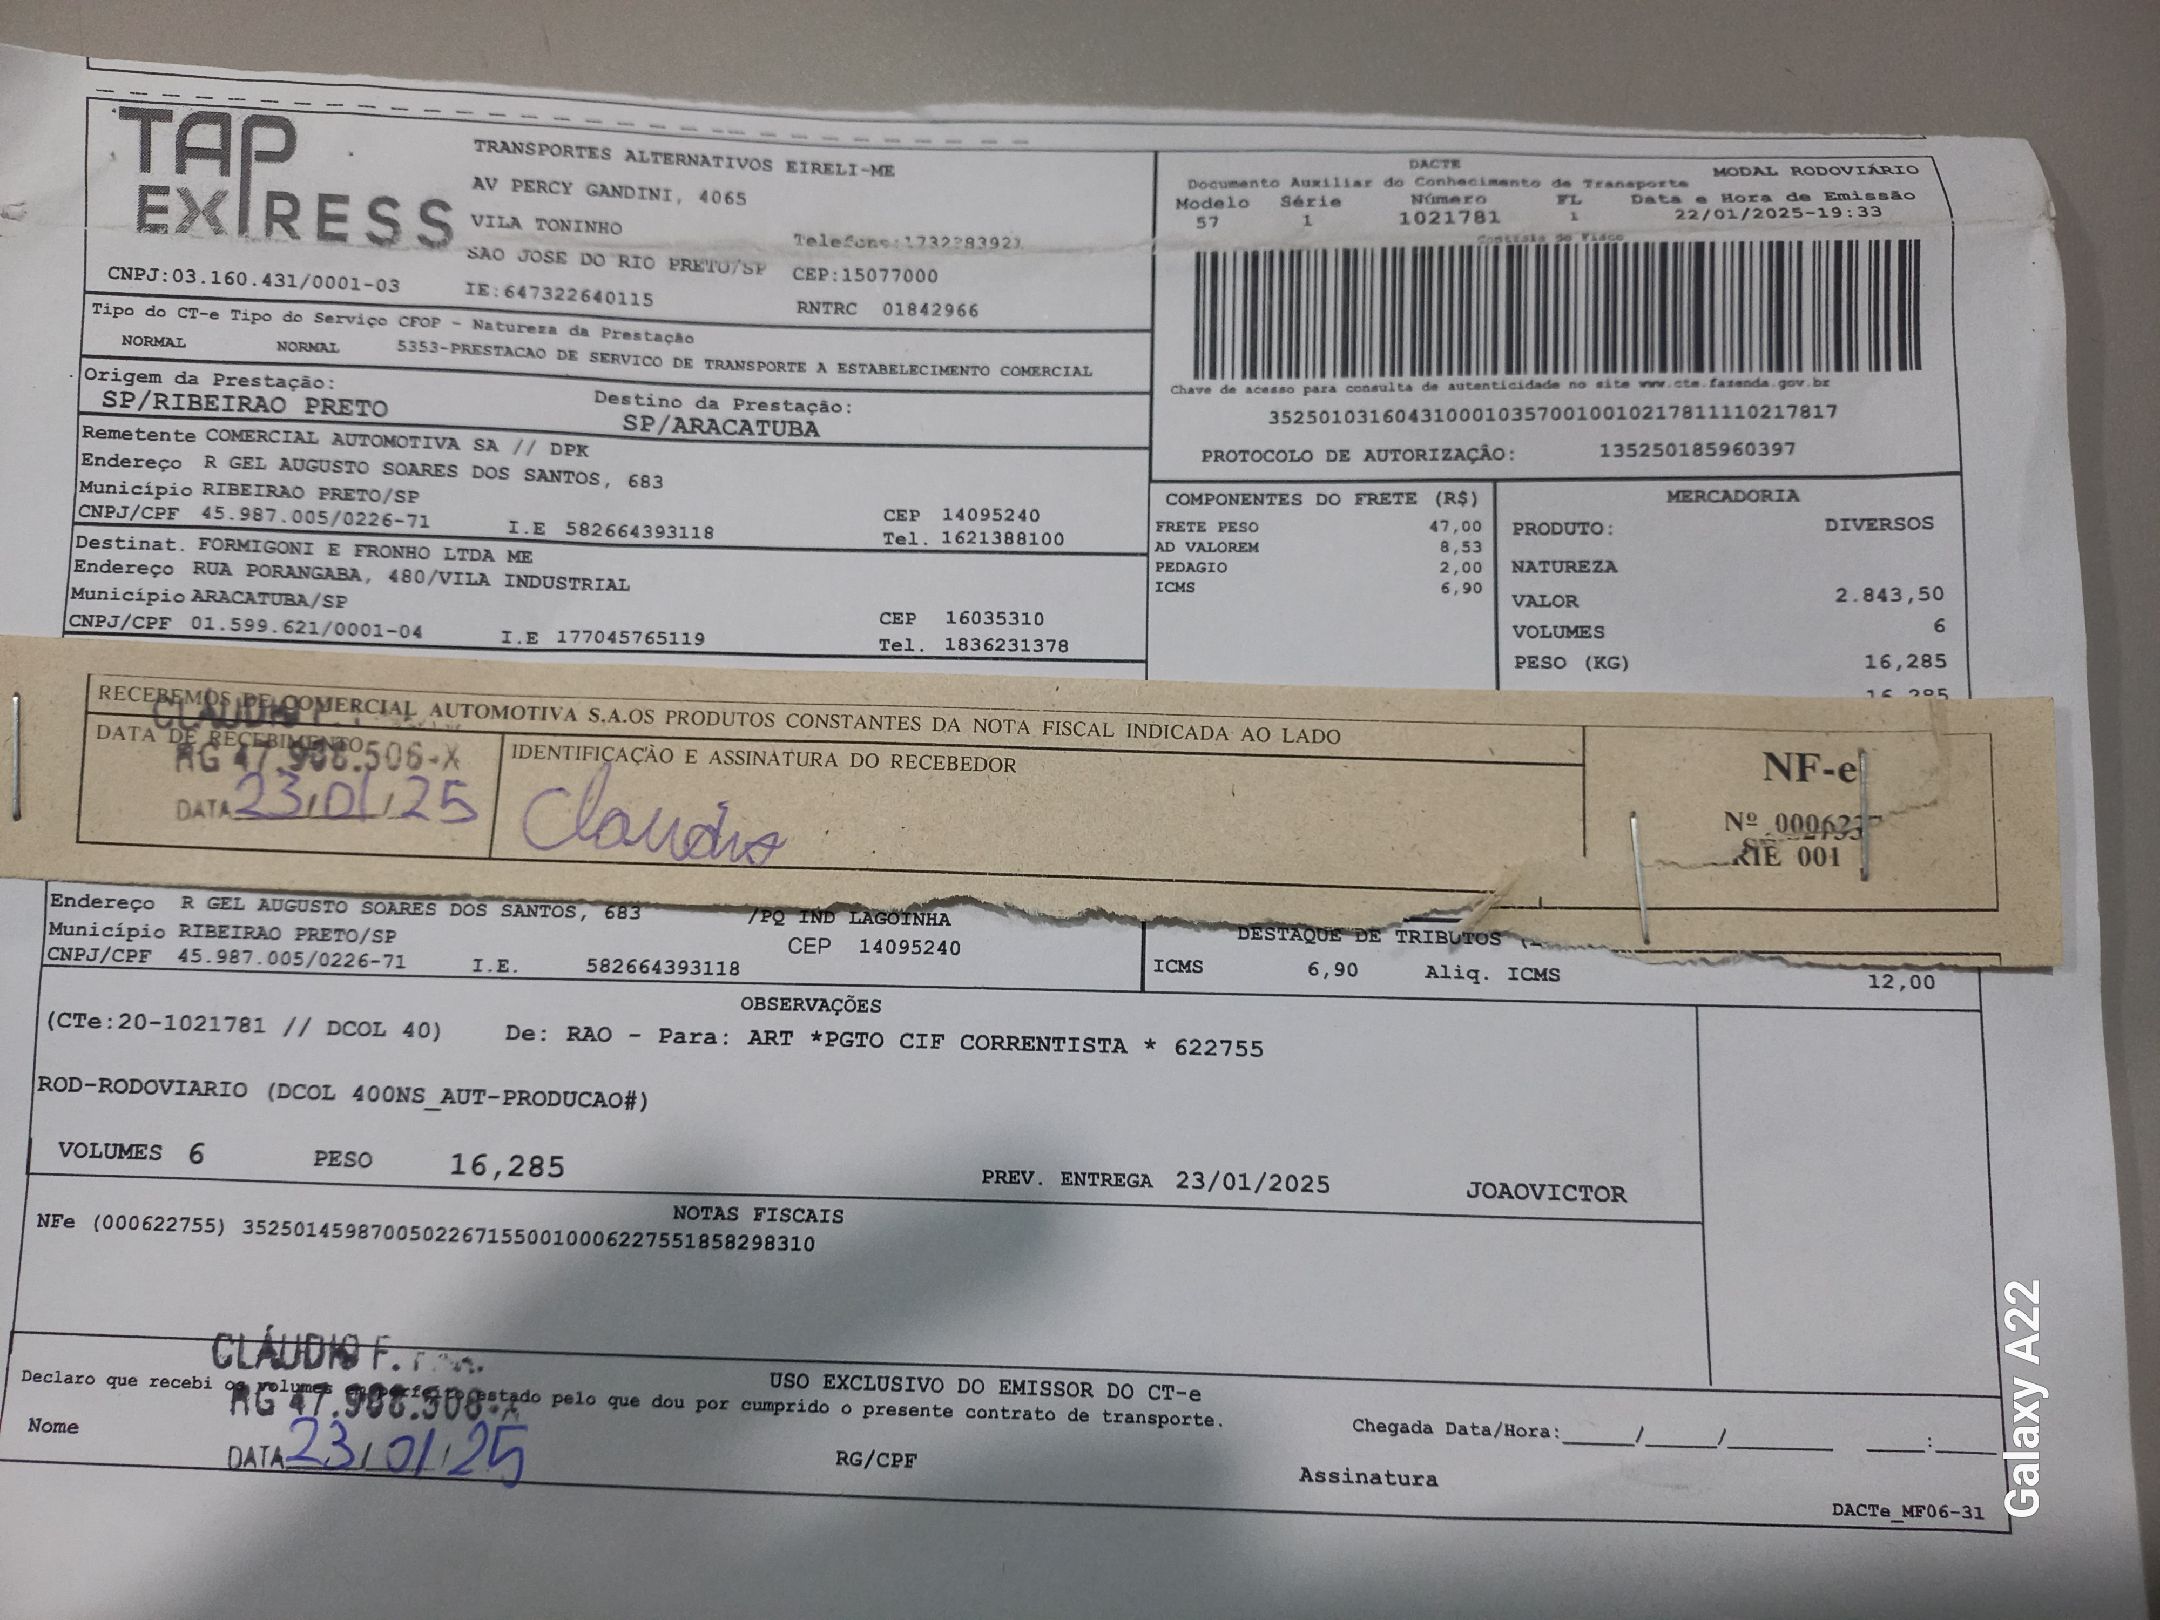 TAP
EXPRESS
TRANSPORTES ALTERNATIVOS EIRELI-ME
AV PERCY GANDINI, 4065
VILA TONINHO
SAO JOSE DO RIO PRETO/SP
CEP:15077000
CNPJ:03.160.431/0001-03
IE:647322640115
RNTRC 01842966
DACTE
MODAL RODOVIÁRIO
Documento Auxiliar do Conhecimento de Transporte
Modelo Série Número FL Data e Hora de Emissão
57 1 1021781 1 22/01/2025-19:33
Chave de acesso para consulta de autenticidade no site www.cte.fazenda.gov.br
35250103160431000103570010010217811110217817
PROTOCOLO DE AUTORIZAÇÃO: 135250185960397
Tipo do CT-e Tipo do Serviço CFOP - Natureza da Prestação
NORMAL NORMAL 5353-PRESTACAO DE SERVICO DE TRANSPORTE A ESTABELECIMENTO COMERCIAL
Origem da Prestação:
SP/RIBEIRAO PRETO
Destino da Prestação:
SP/ARACATUBA
Remetente COMERCIAL AUTOMOTIVA SA // DPK
Endereço R GEL AUGUSTO SOARES DOS SANTOS, 683
Município RIBEIRAO PRETO/SP
CEP 14095240
CNPJ/CPF 45.987.005/0226-71 I.E 582664393118
Tel. 1621388100
Destinat. FORMIGONI E FRONHO LTDA ME
Endereço RUA PORANGABA, 480/VILA INDUSTRIAL
Município ARACATUBA/SP
CEP 16035310
CNPJ/CPF 01.599.621/0001-04 I.E 177045765119
Tel. 1836231378
COMPONENTES DO FRETE (R$)
FRETE PESO 47,00
AD VALOREM 8,53
PEDAGIO 2,00
ICMS 6,90
MERCADORIA
PRODUTO: DIVERSOS
NATUREZA
VALOR 2.843,50
VOLUMES 6
PESO (KG) 16,285
RECEBEMOS DE COMERCIAL AUTOMOTIVA S.A.OS PRODUTOS CONSTANTES DA NOTA FISCAL INDICADA AO LADO
DATA DE RECEBIMENTO
IDENTIFICAÇÃO E ASSINATURA DO RECEBEDOR
CLÁUDIO F.
RG 47.906.506-X
DATA 23/01/25
Claudio
NF-e
Nº
001
Endereço R GEL AUGUSTO SOARES DOS SANTOS, 683 /PQ IND LAGOINHA
Município RIBEIRAO PRETO/SP CEP 14095240
CNPJ/CPF 45.987.005/0226-71 I.E. 582664393118
DESTAQUE DE TRIBUTOS
ICMS 6,90 Aliq. ICMS 12,00
OBSERVAÇÕES
(CTe:20-1021781 // DCOL 40) De: RAO - Para: ART *PGTO CIF CORRENTISTA * 622755
ROD-RODOVIARIO (DCOL 400NS_AUT-PRODUCAO#)
VOLUMES 6 PESO 16,285 PREV. ENTREGA 23/01/2025 JOAOVICTOR
NOTAS FISCAIS
NFe (000622755) 35250145987005022671550010006227551858298310
CLÁUDIO F.
USO EXCLUSIVO DO EMISSOR DO CT-e
Declaro que recebi os volumes em perfeito estado pelo que dou por cumprido o presente contrato de transporte.
RG 47.906.506-X
Nome
DATA 23/01/25
RG/CPF
Chegada Data/Hora:_____/_____/_______ ____:____
Assinatura
DACTe_MF06-31
Galaxy A22